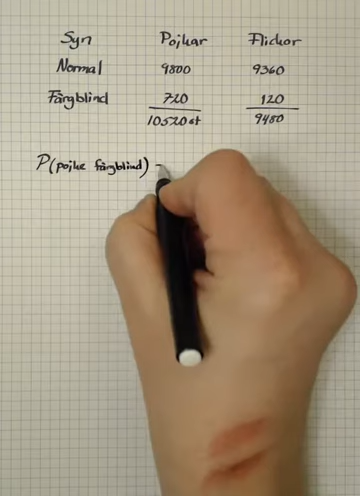 Syn Pojkar Flickor
Normal 9800 9360
Färgblind 720 120
10520 st 9480
P(pojke färgblind)